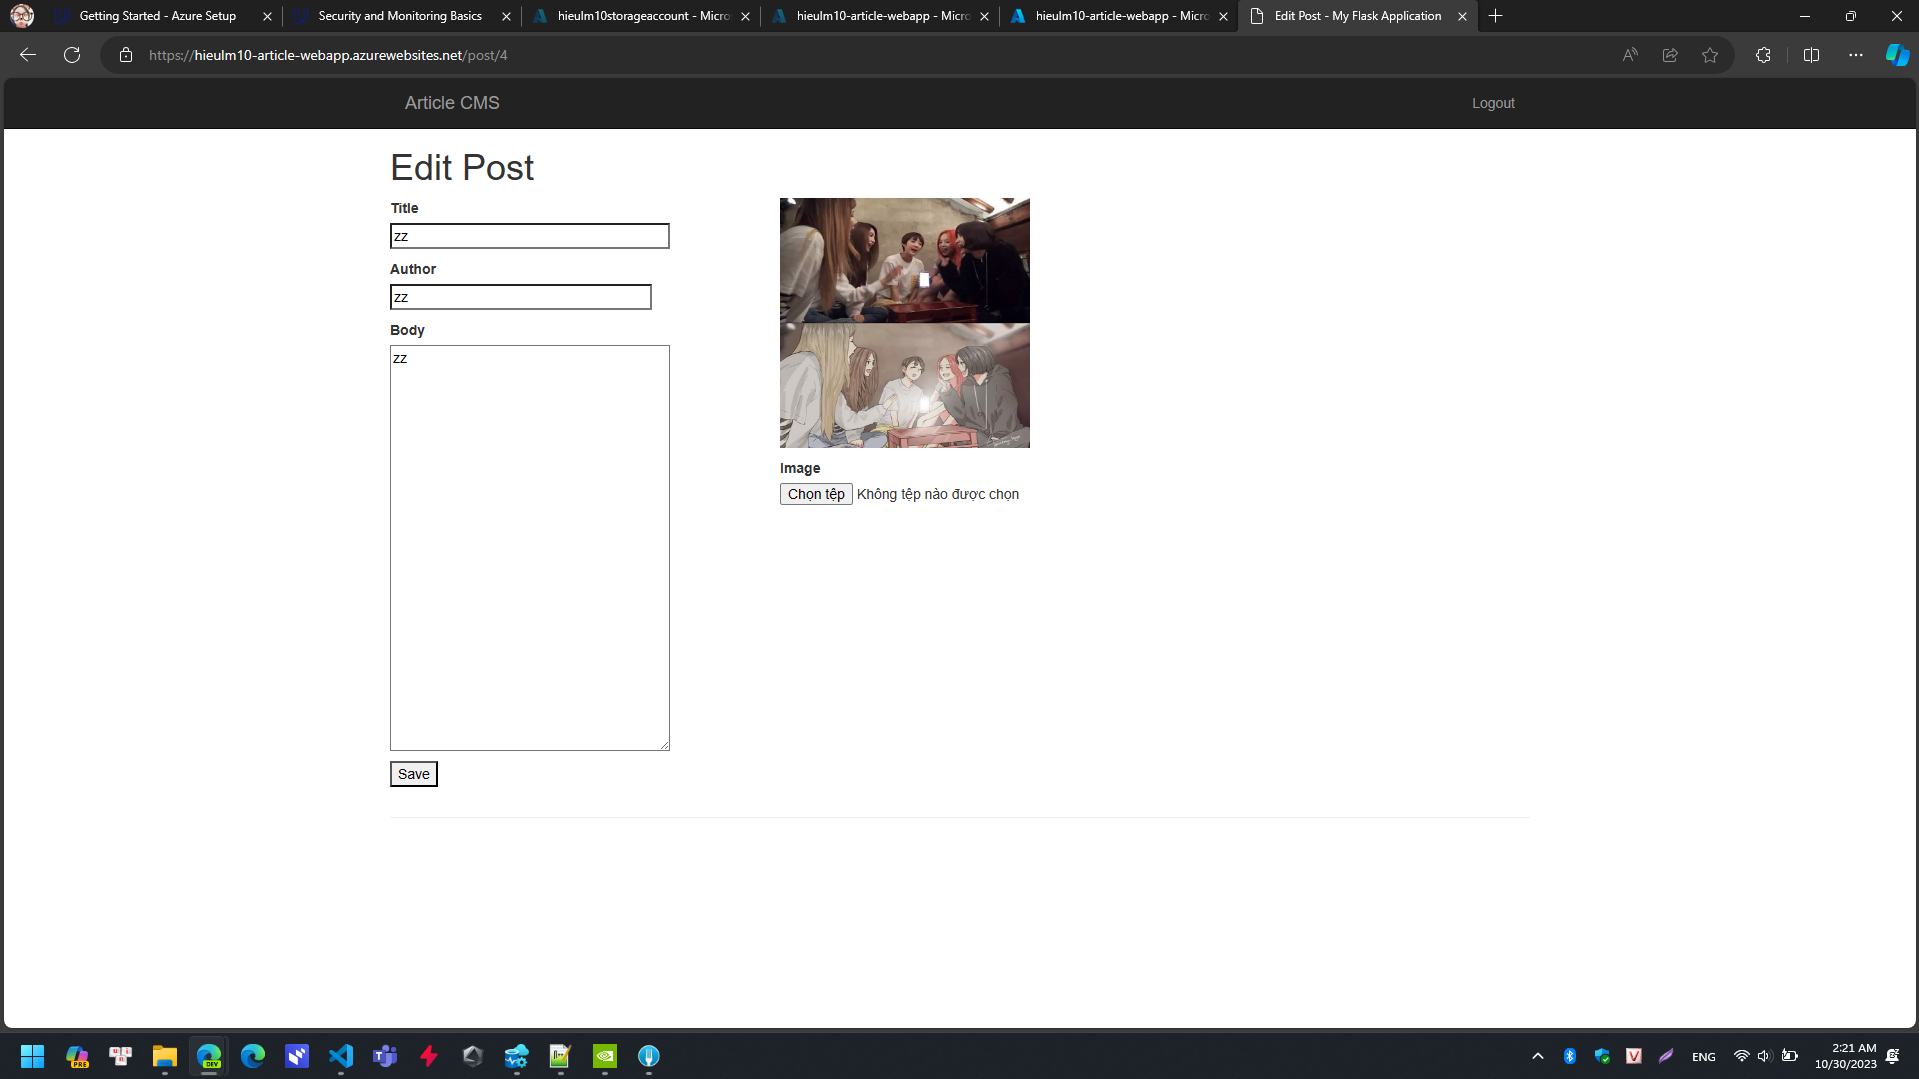 Getting Started - Azure Setup
Security and Monitoring Basics
hieulm10storageaccount - Micro
hieulm10-article-webapp - Micro
hieulm10-article-webapp - Micro
Edit Post - My Flask Application
https://hieulm10-article-webapp.azurewebsites.net/post/4
Article CMS
Logout
Edit Post
Title
zz
Author
zz
Body
zz
Image
Chọn tệp Không tệp nào được chọn
Save
PRE
DEV
ENG
2:21 AM
10/30/2023